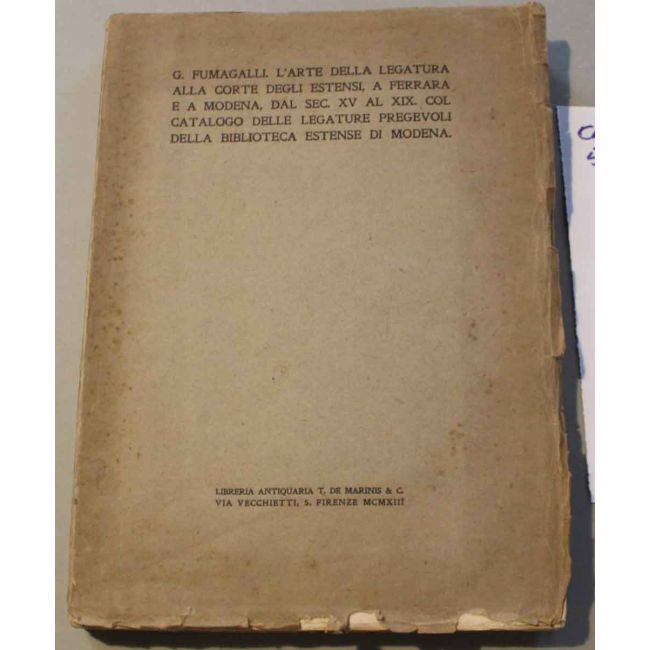 G. FUMAGALLI. L'ARTE DELLA LEGATURA
ALLA CORTE DEGLI ESTENSI, A FERRARA
E A MODENA, DAL SEC. XV AL XIX. COL
CATALOGO DELLE LEGATURE PREGEVOLI
DELLA BIBLIOTECA ESTENSE DI MODENA.
LIBRERIA ANTIQUARIA T. DE MARINIS & C.
VIA VECCHIETTI, 5. FIRENZE MCMXIII